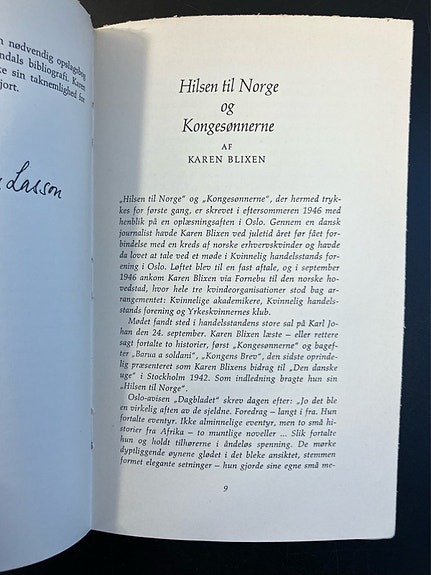 n nødvendig opslagsbog
ndals bibliografi. Karen
te sin taknemlighed for
jort.
Lasson
Hilsen til Norge
og
Kongesønnerne
AF
KAREN BLIXEN
„Hilsen til Norge“ og „Kongesønnerne“, der hermed tryk-
kes for første gang, er skrevet i eftersommeren 1946 med
henblik på en oplæsningsaften i Oslo. Gennem en dansk
journalist havde Karen Blixen ved juletid året før fået for-
bindelse med en kreds af norske erhvervskvinder og havde
da lovet at tale ved et møde i Kvinnelig handelsstands for-
ening i Oslo. Løftet blev til en fast aftale, og i september
1946 ankom Karen Blixen via Fornebu til den norske ho-
vedstad, hvor hele tre kvindeorganisationer stod bag ar-
rangementet: Kvinnelige akademikere, Kvinnelig handels-
stands forening og Yrkeskvinnernes klub.
Mødet fandt sted i handelsstandens store sal på Karl Jo-
han den 24. september. Karen Blixen læste – eller rettere
sagt fortalte to historier, først „Kongesønnerne“ og bagef-
ter „Barua a soldani“, „Kongens Brev“, den sidste oprinde-
lig præsenteret som Karen Blixens bidrag til „Den danske
uge“ i Stockholm 1942. Som indledning bragte hun sin
„Hilsen til Norge“.
Oslo-avisen „Dagbladet“ skrev dagen efter: „Jo det ble
en virkelig aften av de sjeldne. Foredrag – langt i fra. Hun
fortalte eventyr. Ikke alminnelige eventyr, men to små hi-
storier fra Afrika – to muntlige noveller ... Slik fortalte
hun og holdt tilhørerne i åndeløs spenning. De mørke
dyptliggende øynene glødet i det bleke ansiktet, stemmen
formet elegante setninger – hun gjorde sine egne små me-
9